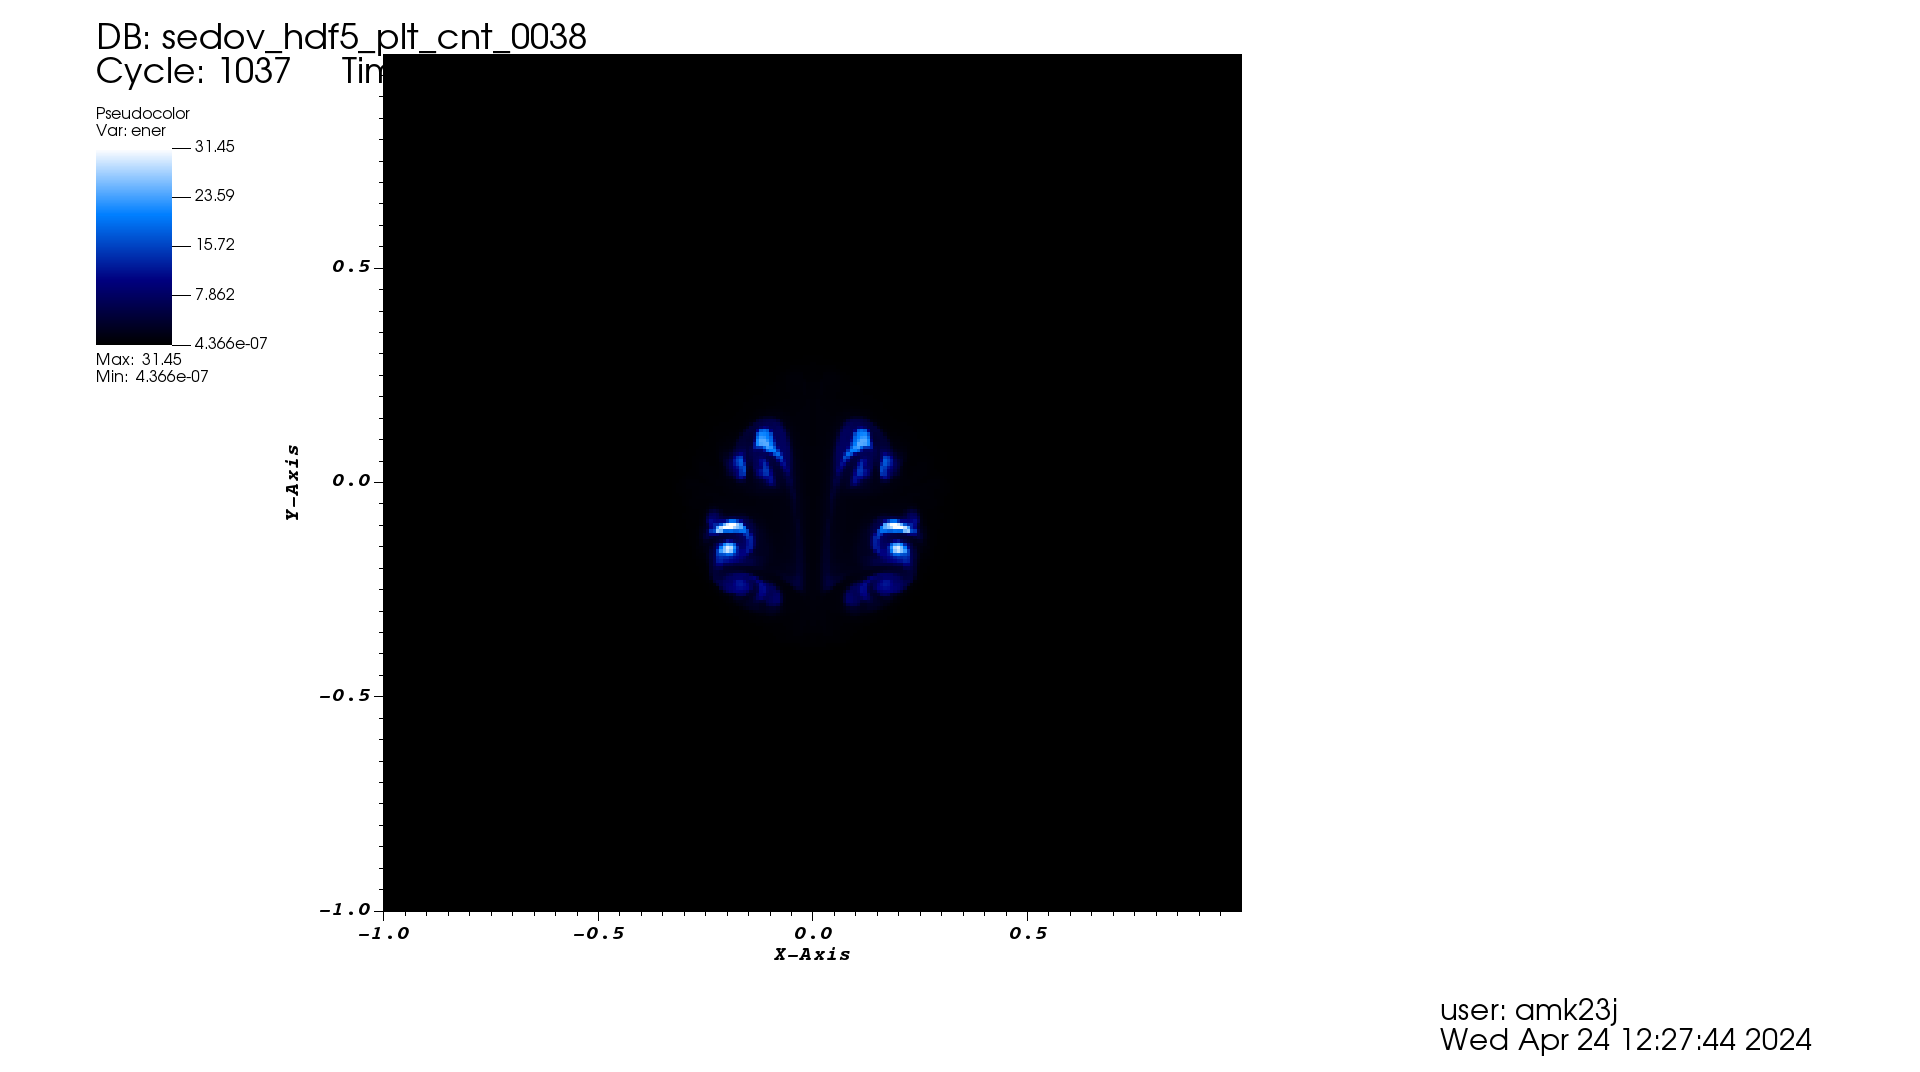 DB: sedov_hdf5_plt_cnt_0038
Cycle: 1037
Pseudocolor
Var: ener
31.45
23.59
15.72
7.862
4.366e-07
Max: 31.45
Min: 4.366e-07
0.5
0.0
-0.5
-1.0
Y-Axis
-1.0 -0.5 0.0 0.5
X-Axis
user: amk23j
Wed Apr 24 12:27:44 2024